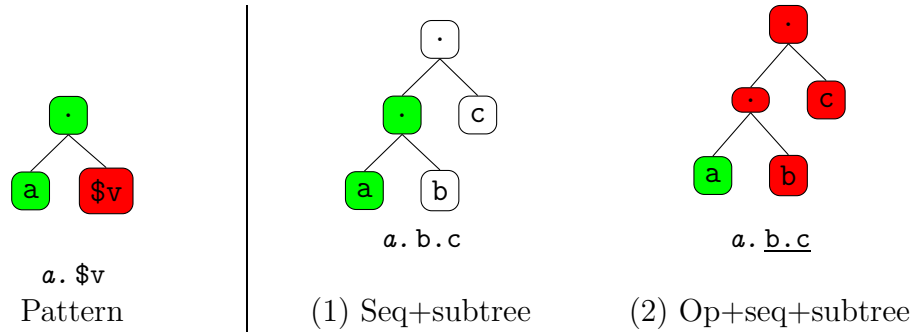 ·
·
·
·
·
c
c
a
$v
a
b
a
b
a. b.c
a. b.c
a. $v
Pattern
(1) Seq+subtree
(2) Op+seq+subtree